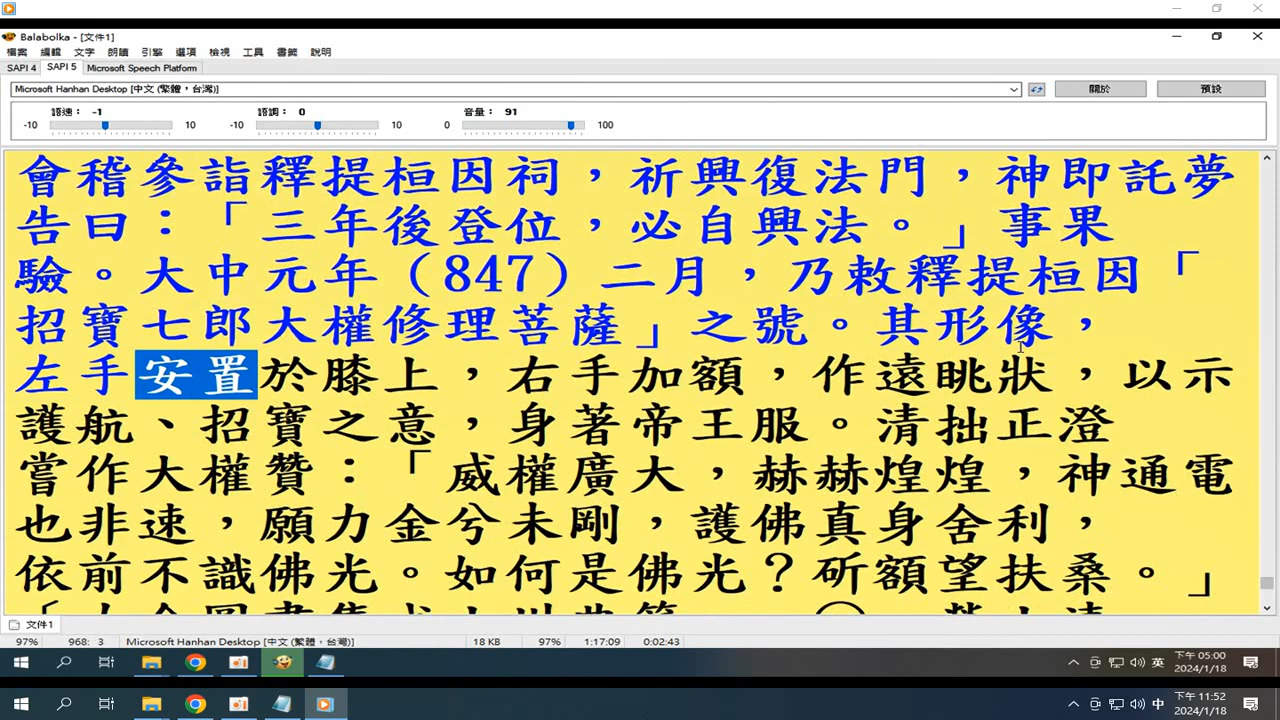 Balabolka - [文件1]
檔案 編輯 文字 朗讀 引擎 選項 檢視 工具 書籤 說明
SAPI 4 SAPI 5 Microsoft Speech Platform
Microsoft Hanhan Desktop [中文 (繁體，台灣)] 關於 預設
語速： -1 語調： 0 音量： 91
-10 10 -10 10 0 100
會稽參詣釋提桓因祠，祈興復法門，神即託夢
告曰：「三年後登位，必自興法。」事果
驗。大中元年（847）二月，乃敕釋提桓因「
招寶七郎大權修理菩薩」之號。其形像，
左手安置於膝上，右手加額，作遠眺狀，以示
護航、招寶之意，身著帝王服。清拙正澄
嘗作大權贊：「威權廣大，赫赫煌煌，神通電
也非速，願力金兮未剛，護佛真身舍利，
依前不識佛光。如何是佛光？斫額望扶桑。」
文件1
97% 968: 3 Microsoft Hanhan Desktop [中文 (繁體，台灣)] 18 KB 97% 1:17:09 0:02:43
英 下午 05:00
2024/1/18
中 下午 11:52
2024/1/18